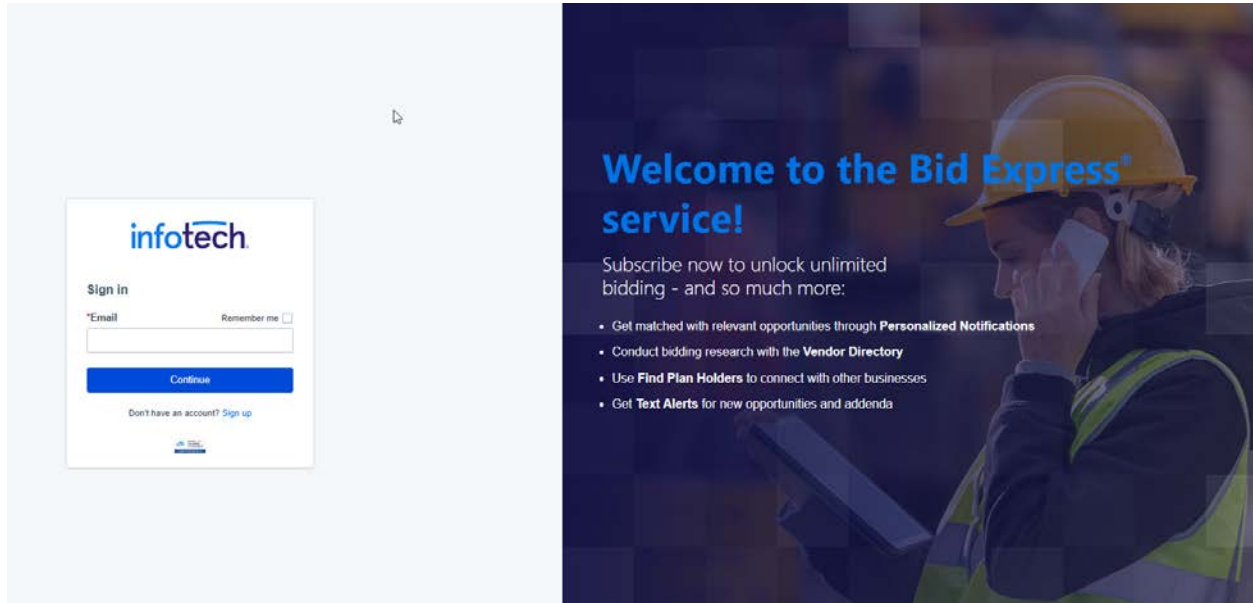 infotech
Sign in
*Email
Remember me
Continue
Don't have an account? Sign up
Welcome to the Bid Express®
service!
Subscribe now to unlock unlimited
bidding - and so much more:
• Get matched with relevant opportunities through Personalized Notifications
• Conduct bidding research with the Vendor Directory
• Use Find Plan Holders to connect with other businesses
• Get Text Alerts for new opportunities and addenda